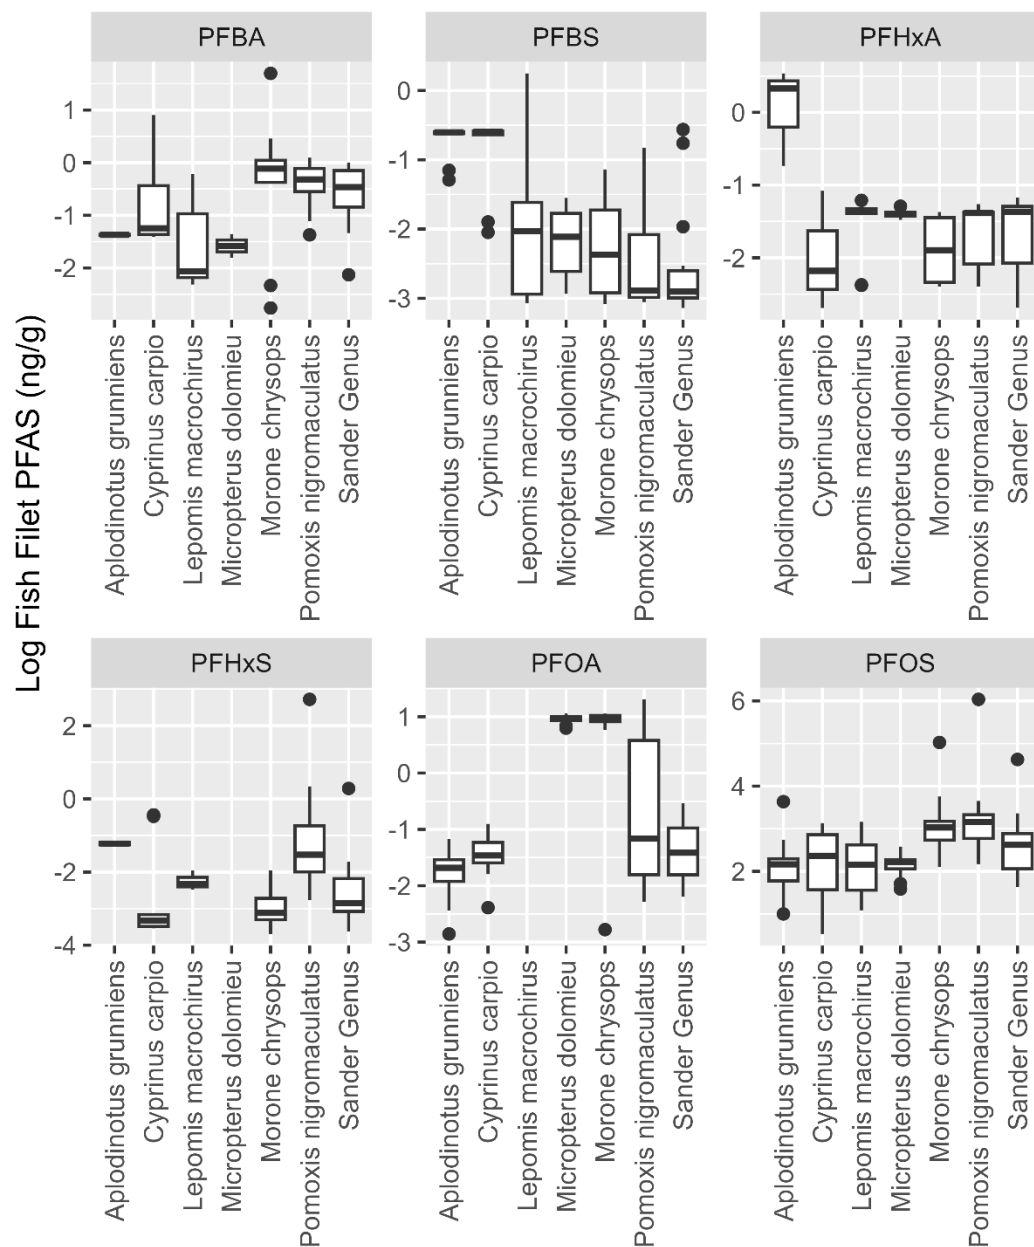 PFBA
PFBS
PFHxA
1
0
-1
-2
0
-1
-2
-3
0
-1
-2
Aplodinotus grunniens
Cyprinus carpio
Lepomis macrochirus
Micropterus dolomieu
Morone chrysops
Pomoxis nigromaculatus
Sander Genus
Aplodinotus grunniens
Cyprinus carpio
Lepomis macrochirus
Micropterus dolomieu
Morone chrysops
Pomoxis nigromaculatus
Sander Genus
Aplodinotus grunniens
Cyprinus carpio
Lepomis macrochirus
Micropterus dolomieu
Morone chrysops
Pomoxis nigromaculatus
Sander Genus
Log Fish Filet PFAS (ng/g)
PFHxS
PFOA
PFOS
2
0
-2
-4
1
0
-1
-2
-3
6
4
2
Aplodinotus grunniens
Cyprinus carpio
Lepomis macrochirus
Micropterus dolomieu
Morone chrysops
Pomoxis nigromaculatus
Sander Genus
Aplodinotus grunniens
Cyprinus carpio
Lepomis macrochirus
Micropterus dolomieu
Morone chrysops
Pomoxis nigromaculatus
Sander Genus
Aplodinotus grunniens
Cyprinus carpio
Lepomis macrochirus
Micropterus dolomieu
Morone chrysops
Pomoxis nigromaculatus
Sander Genus